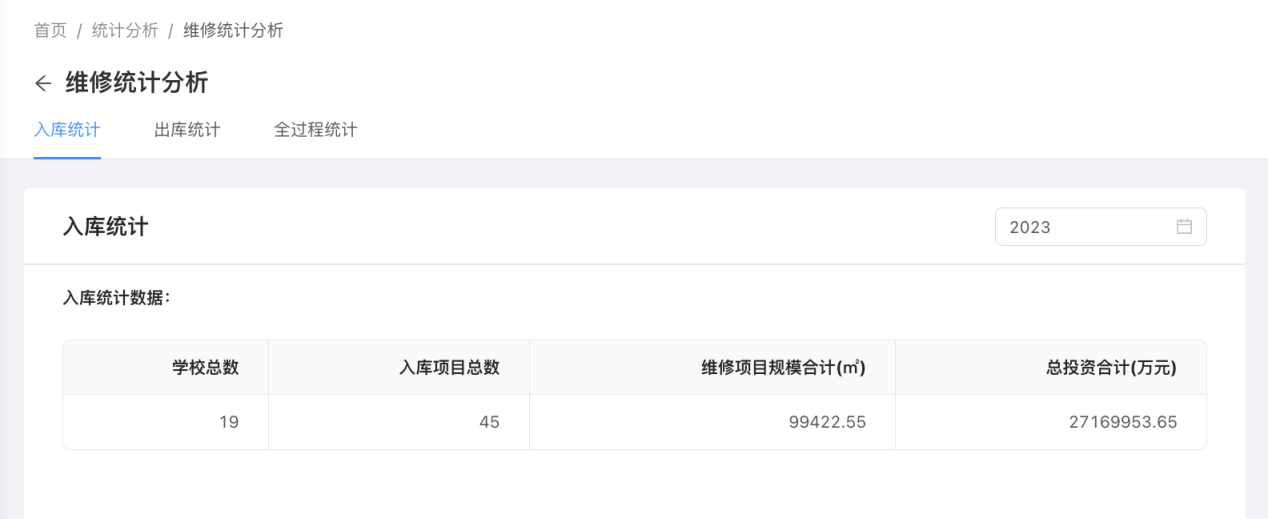 首页 / 统计分析 / 维修统计分析
← 维修统计分析
入库统计 出库统计 全过程统计
入库统计 2023
入库统计数据：
学校总数 入库项目总数 维修项目规模合计(㎡) 总投资合计(万元)
19 45 99422.55 27169953.65